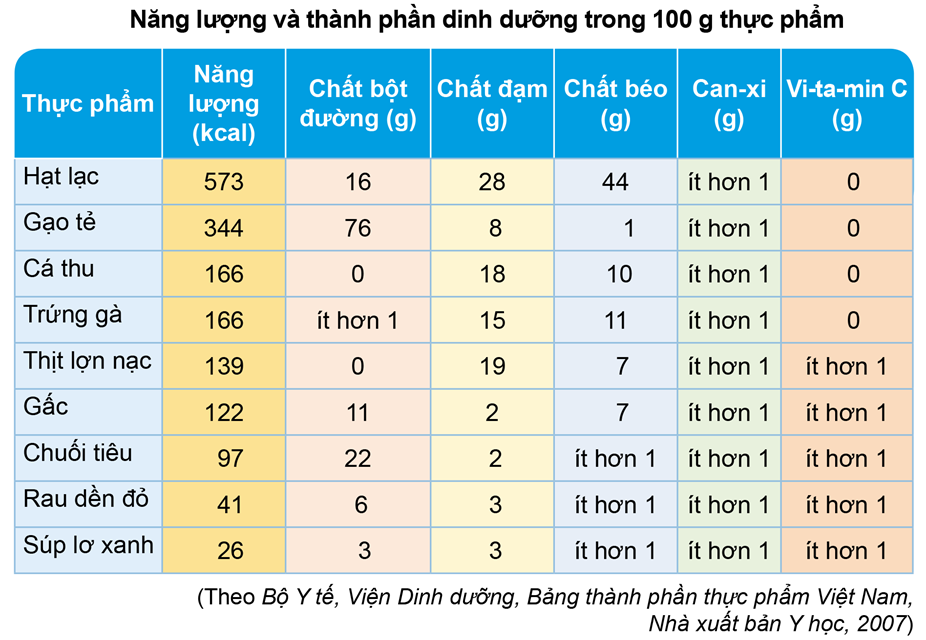 Năng lượng và thành phần dinh dưỡng trong 100 g thực phẩm
Thực phẩm Năng lượng (kcal) Chất bột đường (g) Chất đạm (g) Chất béo (g) Can-xi (g) Vi-ta-min C (g)
Hạt lạc 573 16 28 44 ít hơn 1 0
Gạo tẻ 344 76 8 1 ít hơn 1 0
Cá thu 166 0 18 10 ít hơn 1 0
Trứng gà 166 ít hơn 1 15 11 ít hơn 1 0
Thịt lợn nạc 139 0 19 7 ít hơn 1 ít hơn 1
Gấc 122 11 2 7 ít hơn 1 ít hơn 1
Chuối tiêu 97 22 2 ít hơn 1 ít hơn 1 ít hơn 1
Rau dền đỏ 41 6 3 ít hơn 1 ít hơn 1 ít hơn 1
Súp lơ xanh 26 3 3 ít hơn 1 ít hơn 1 ít hơn 1
(Theo Bộ Y tế, Viện Dinh dưỡng, Bảng thành phần thực phẩm Việt Nam,
Nhà xuất bản Y học, 2007)